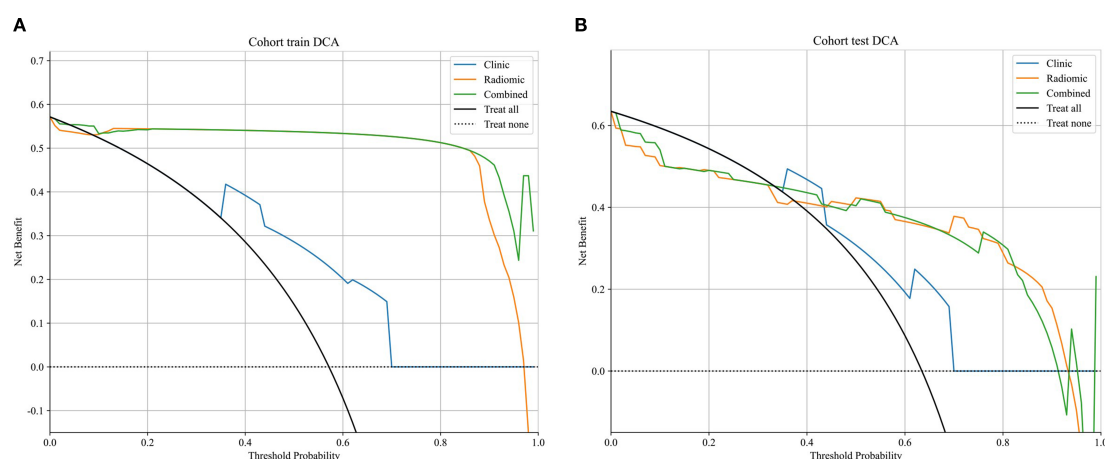 A
Cohort train DCA
Clinic
Radiomic
Combined
Treat all
Treat none
Net Benefit
0.7
0.6
0.5
0.4
0.3
0.2
0.1
0.0
-0.1
0.0 0.2 0.4 0.6 0.8 1.0
Threshold Probability
B
Cohort test DCA
Clinic
Radiomic
Combined
Treat all
Treat none
Net Benefit
0.6
0.4
0.2
0.0
0.0 0.2 0.4 0.6 0.8 1.0
Threshold Probability